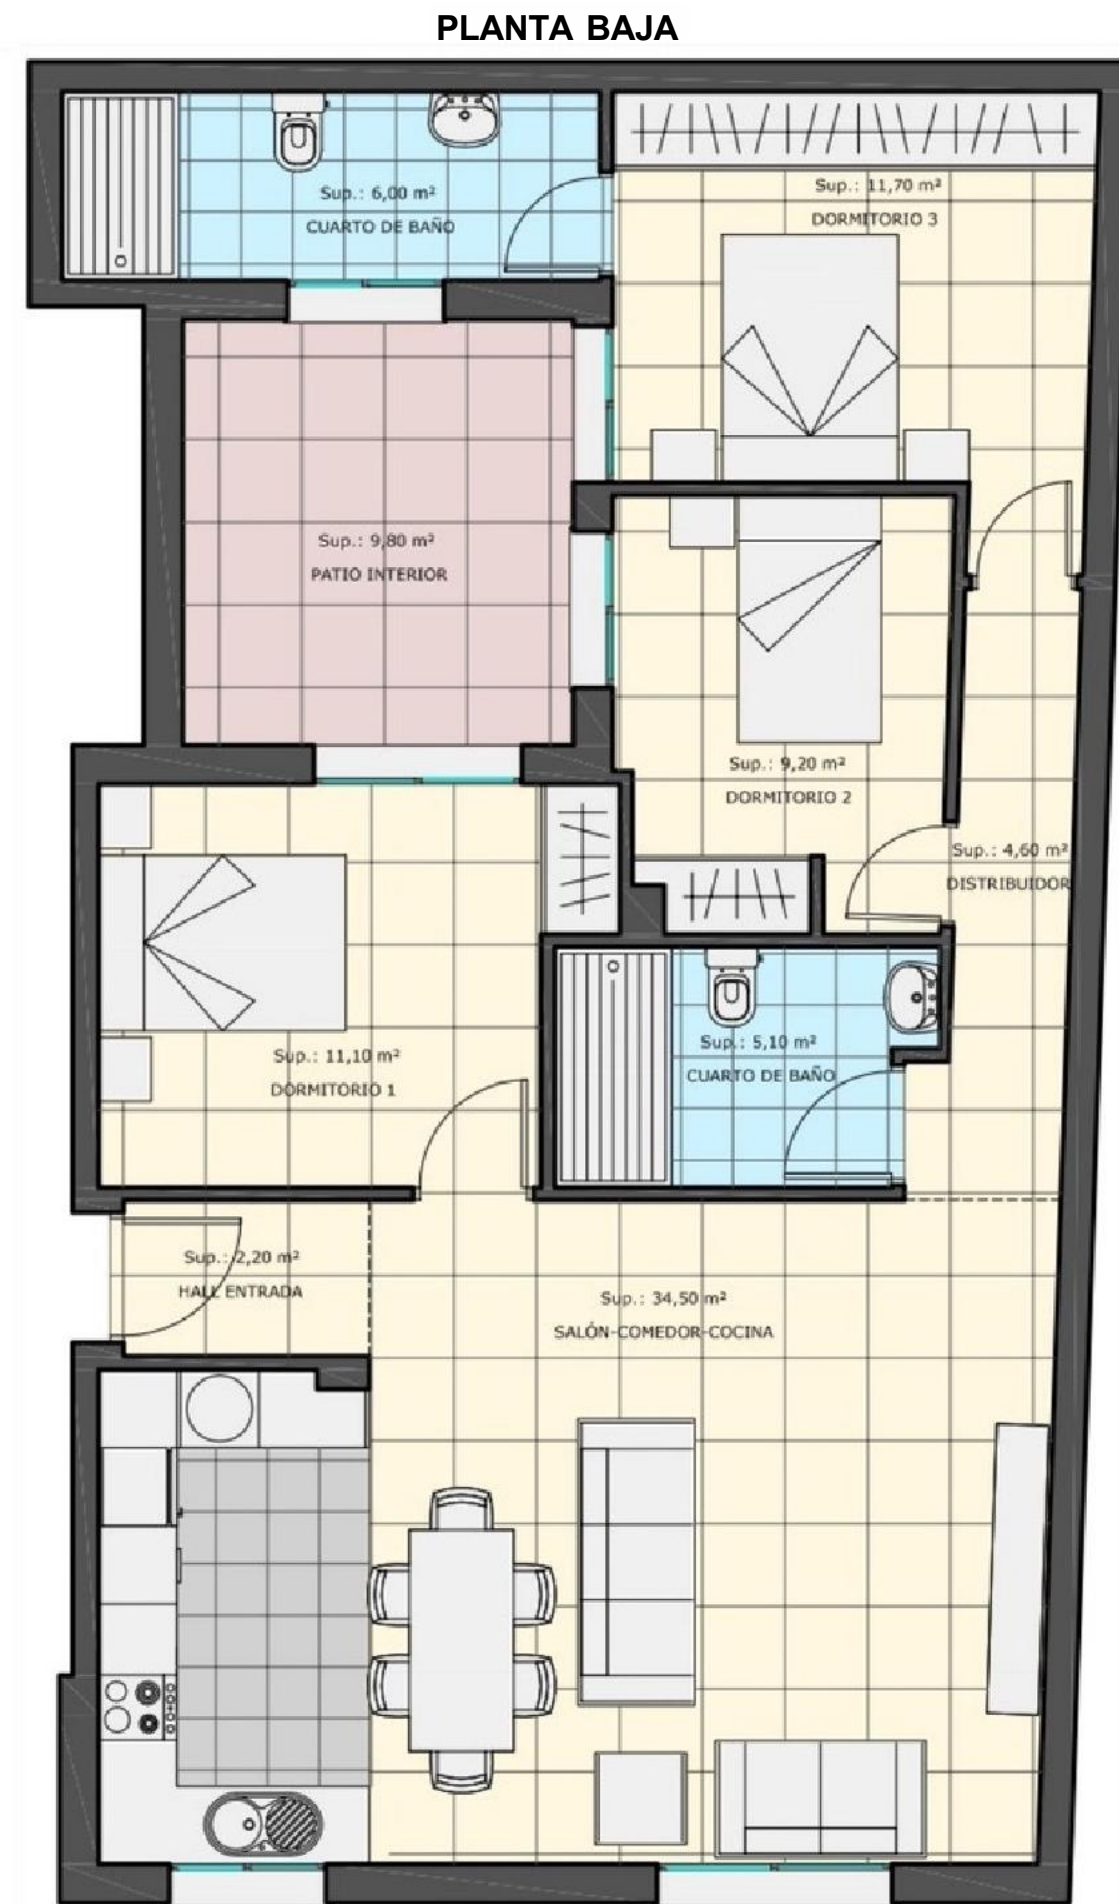 PLANTA BAJA
Sup.: 6,00 m²
CUARTO DE BAÑO
Sup.: 11,70 m²
DORMITORIO 3
Sup.: 9,80 m²
PATIO INTERIOR
Sup.: 9,20 m²
DORMITORIO 2
Sup.: 4,60 m²
DISTRIBUIDOR
Sup.: 11,10 m²
DORMITORIO 1
Sup.: 5,10 m²
CUARTO DE BAÑO
Sup.: 2,20 m²
HALL ENTRADA
Sup.: 34,50 m²
SALÓN-COMEDOR-COCINA